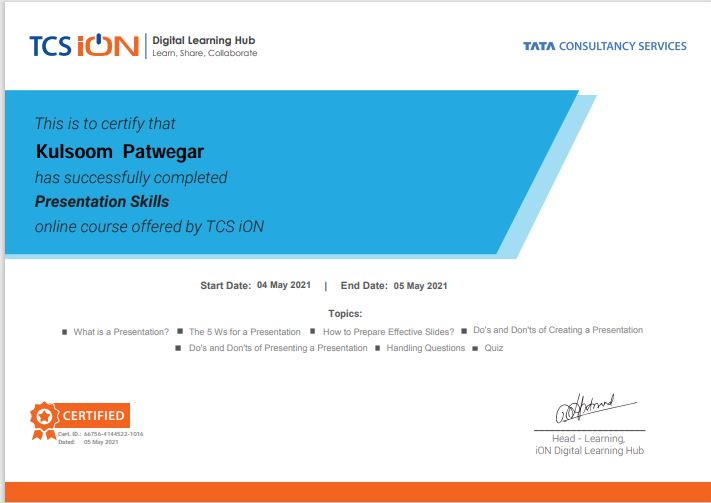 TCS iON | Digital Learning Hub
Learn, Share, Collaborate
TATA CONSULTANCY SERVICES
This is to certify that
Kulsoom Patwegar
has successfully completed
Presentation Skills
online course offered by TCS iON
Start Date: 04 May 2021 | End Date: 05 May 2021
Topics:
■ What is a Presentation? ■ The 5 Ws for a Presentation ■ How to Prepare Effective Slides? ■ Do's and Don'ts of Creating a Presentation
■ Do's and Don'ts of Presenting a Presentation ■ Handling Questions ■ Quiz
CERTIFIED
Cert. ID.: 66756-4144522-1016
Dated: 05 May 2021
Head - Learning,
iON Digital Learning Hub